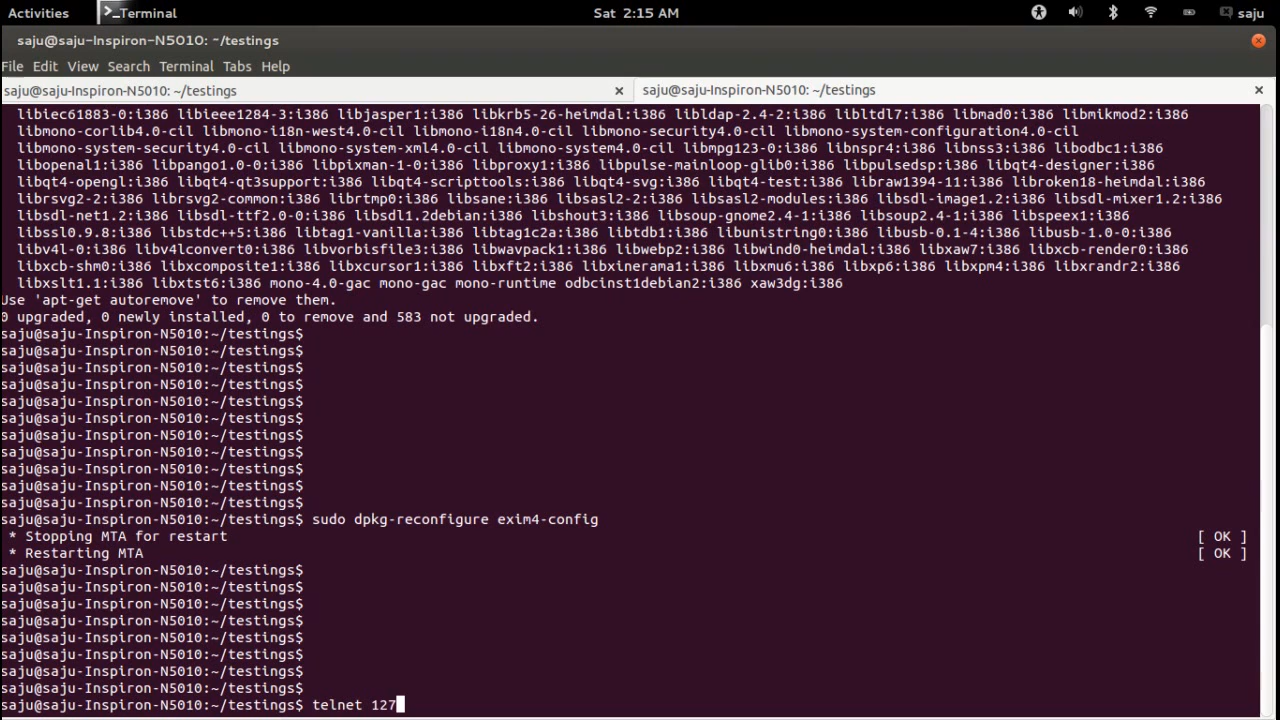 Activities >_Terminal Sat 2:15 AM saju
saju@saju-Inspiron-N5010: ~/testings
File Edit View Search Terminal Tabs Help
saju@saju-Inspiron-N5010: ~/testings × saju@saju-Inspiron-N5010: ~/testings ×
libiec61883-0:i386 libieee1284-3:i386 libjasper1:i386 libkrb5-26-heimdal:i386 libldap-2.4-2:i386 libltdl7:i386 libmad0:i386 libmikmod2:i386
libmono-corlib4.0-cil libmono-i18n-west4.0-cil libmono-i18n4.0-cil libmono-security4.0-cil libmono-system-configuration4.0-cil
libmono-system-security4.0-cil libmono-system-xml4.0-cil libmono-system4.0-cil libmpg123-0:i386 libnspr4:i386 libnss3:i386 libodbc1:i386
libopenal1:i386 libpango1.0-0:i386 libpixman-1-0:i386 libproxy1:i386 libpulse-mainloop-glib0:i386 libpulsedsp:i386 libqt4-designer:i386
libqt4-opengl:i386 libqt4-qt3support:i386 libqt4-scripttools:i386 libqt4-svg:i386 libqt4-test:i386 libraw1394-11:i386 libroken18-heimdal:i386
librsvg2-2:i386 librsvg2-common:i386 librtmp0:i386 libsane:i386 libsasl2-2:i386 libsasl2-modules:i386 libsdl-image1.2:i386 libsdl-mixer1.2:i386
libsdl-net1.2:i386 libsdl-ttf2.0-0:i386 libsdl1.2debian:i386 libshout3:i386 libsoup-gnome2.4-1:i386 libsoup2.4-1:i386 libspeex1:i386
libssl0.9.8:i386 libstdc++5:i386 libtag1-vanilla:i386 libtag1c2a:i386 libtdb1:i386 libunistring0:i386 libusb-0.1-4:i386 libusb-1.0-0:i386
libv4l-0:i386 libv4lconvert0:i386 libvorbisfile3:i386 libwavpack1:i386 libwebp2:i386 libwind0-heimdal:i386 libxaw7:i386 libxcb-render0:i386
libxcb-shm0:i386 libxcomposite1:i386 libxcursor1:i386 libxft2:i386 libxinerama1:i386 libxmu6:i386 libxp6:i386 libxpm4:i386 libxrandr2:i386
libxslt1.1:i386 libxtst6:i386 mono-4.0-gac mono-gac mono-runtime odbcinst1debian2:i386 xaw3dg:i386
Use 'apt-get autoremove' to remove them.
0 upgraded, 0 newly installed, 0 to remove and 583 not upgraded.
saju@saju-Inspiron-N5010:~/testings$
saju@saju-Inspiron-N5010:~/testings$
saju@saju-Inspiron-N5010:~/testings$
saju@saju-Inspiron-N5010:~/testings$
saju@saju-Inspiron-N5010:~/testings$
saju@saju-Inspiron-N5010:~/testings$
saju@saju-Inspiron-N5010:~/testings$
saju@saju-Inspiron-N5010:~/testings$
saju@saju-Inspiron-N5010:~/testings$
saju@saju-Inspiron-N5010:~/testings$
saju@saju-Inspiron-N5010:~/testings$
saju@saju-Inspiron-N5010:~/testings$ sudo dpkg-reconfigure exim4-config
* Stopping MTA for restart [ OK ]
* Restarting MTA [ OK ]
saju@saju-Inspiron-N5010:~/testings$
saju@saju-Inspiron-N5010:~/testings$
saju@saju-Inspiron-N5010:~/testings$
saju@saju-Inspiron-N5010:~/testings$
saju@saju-Inspiron-N5010:~/testings$
saju@saju-Inspiron-N5010:~/testings$
saju@saju-Inspiron-N5010:~/testings$
saju@saju-Inspiron-N5010:~/testings$
saju@saju-Inspiron-N5010:~/testings$ telnet 127